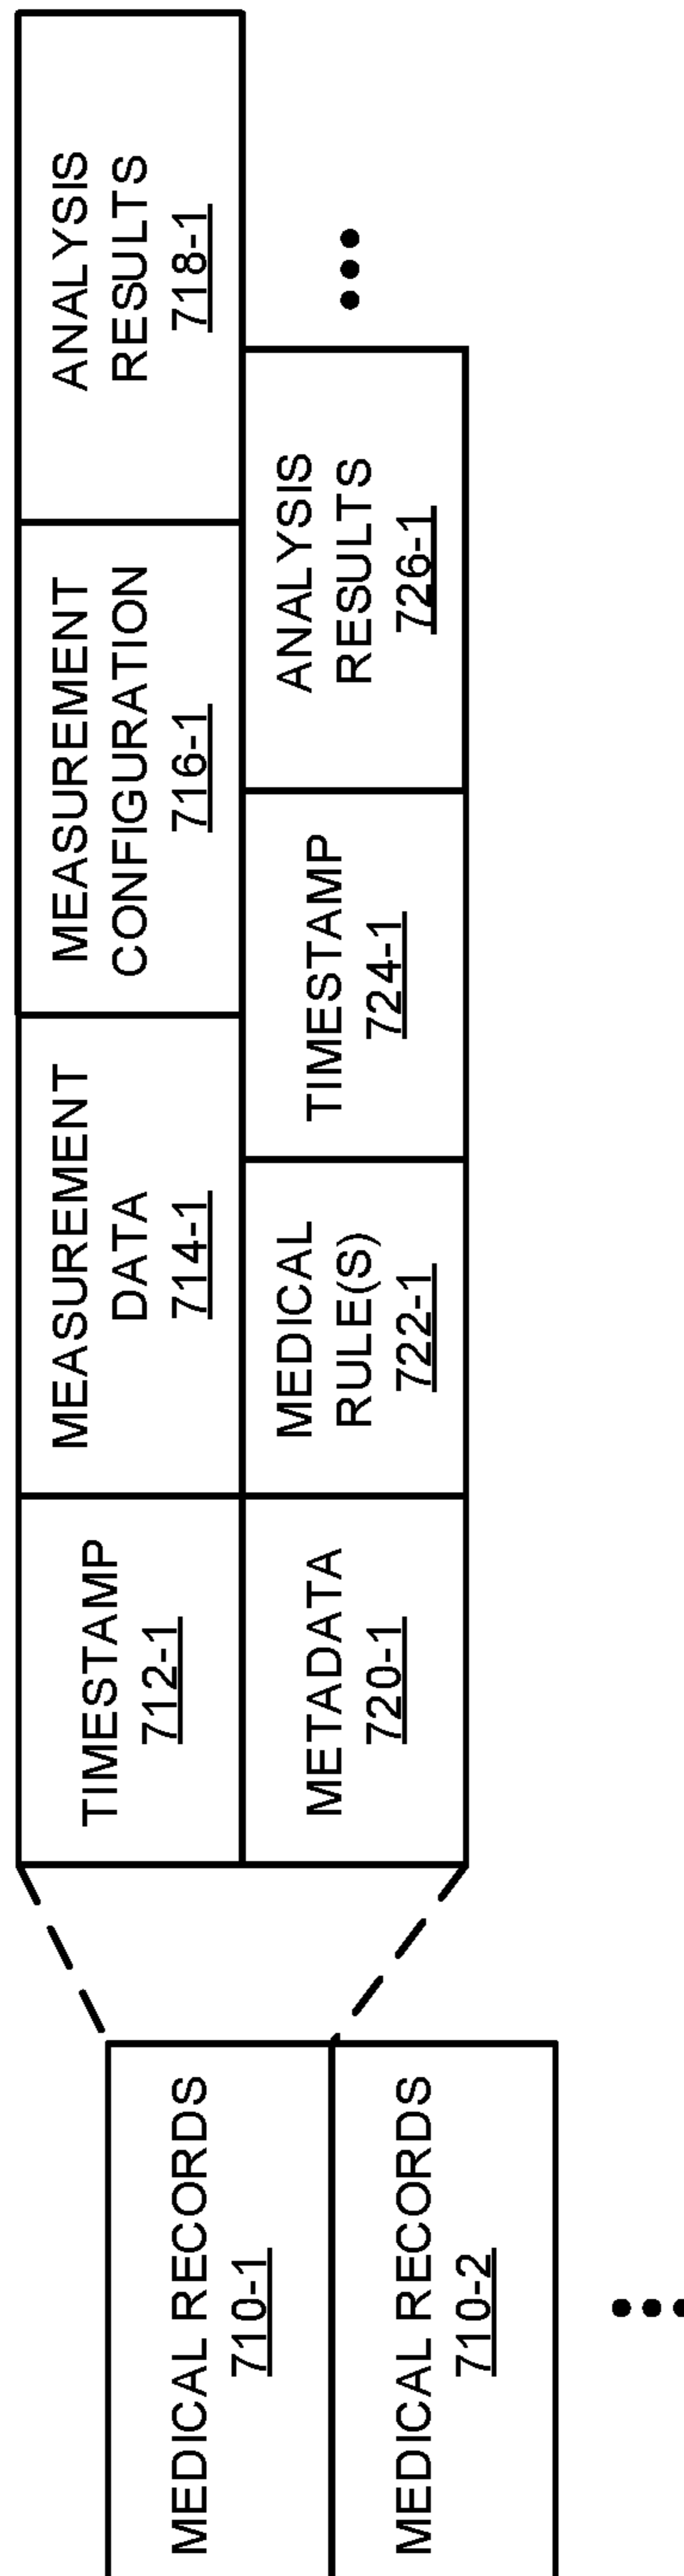 MEDICAL RECORDS
710-1
MEDICAL RECORDS
710-2
TIMESTAMP
712-1
MEASUREMENT
DATA
714-1
MEASUREMENT
CONFIGURATION
716-1
ANALYSIS
RESULTS
718-1
METADATA
720-1
MEDICAL
RULE(S)
722-1
TIMESTAMP
724-1
ANALYSIS
RESULTS
726-1